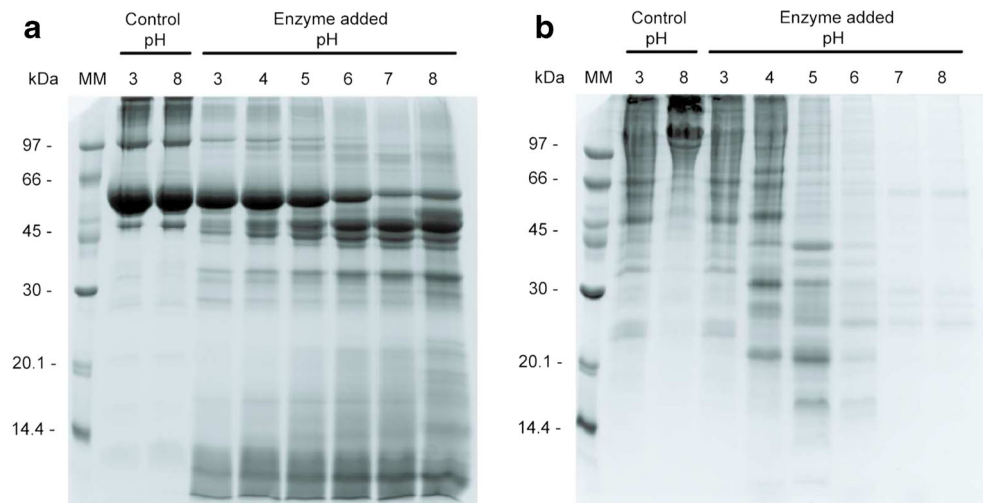 a
Control
pH
Enzyme added
pH
kDa MM 3 8 3 4 5 6 7 8
97 -
66 -
45 -
30 -
20.1 -
14.4 -
b
Control
pH
Enzyme added
pH
kDa MM 3 8 3 4 5 6 7 8
97 -
66 -
45 -
30 -
20.1 -
14.4 -